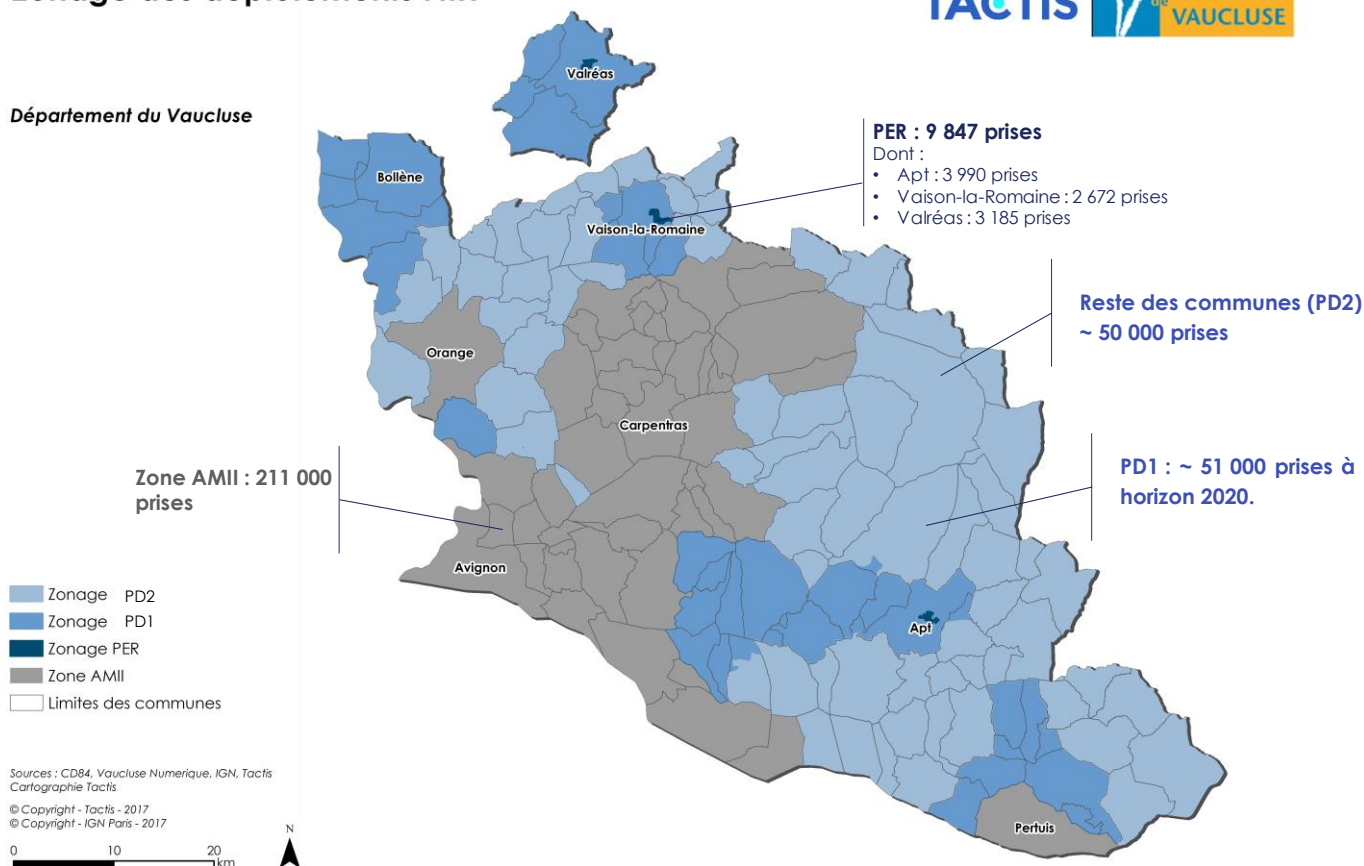 TACTIS
de
VAUCLUSE
Département du Vaucluse
Valréas
Bollène
Vaison-la-Romaine
PER : 9 847 prises
Dont :
• Apt : 3 990 prises
• Vaison-la-Romaine : 2 672 prises
• Valréas : 3 185 prises
Reste des communes (PD2)
~ 50 000 prises
Orange
Carpentras
Zone AMII : 211 000
prises
PD1 : ~ 51 000 prises à
horizon 2020.
Avignon
Apt
Pertuis
Zonage PD2
Zonage PD1
Zonage PER
Zone AMII
Limites des communes
Sources : CD84, Vaucluse Numerique, IGN, Tactis
Cartographie Tactis
© Copyright - Tactis - 2017
© Copyright - IGN Paris - 2017
0 10 20
km
N